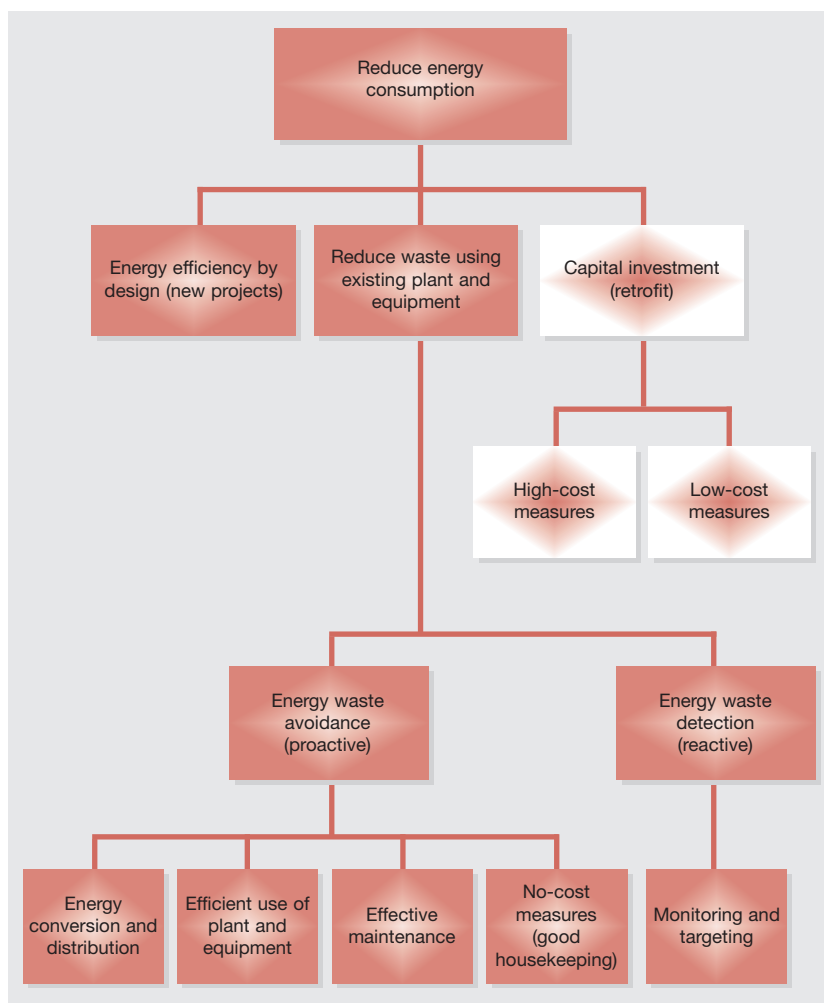 Reduce energy
consumption
Energy efficiency by
design (new projects)
Reduce waste using
existing plant and
equipment
Capital investment
(retrofit)
High-cost
measures
Low-cost
measures
Energy waste
avoidance
(proactive)
Energy waste
detection
(reactive)
Energy
conversion and
distribution
Efficient use of
plant and
equipment
Effective
maintenance
No-cost
measures
(good
housekeeping)
Monitoring and
targeting